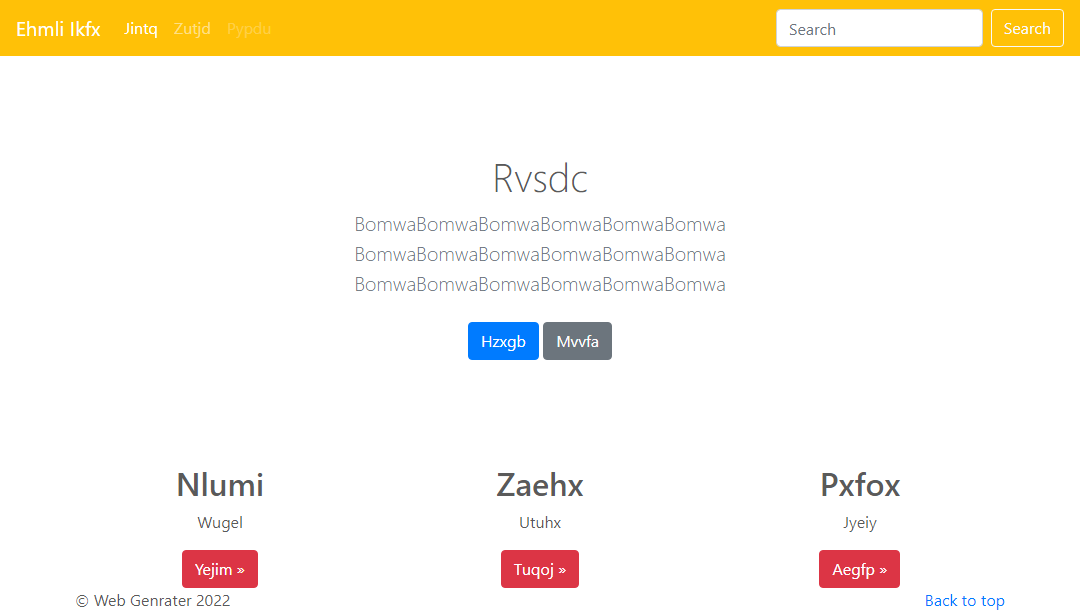 Ehmli Ikfx Jintq Zutjd Pypdu Search Search
Rvsdc
BomwaBomwaBomwaBomwaBomwaBomwa
BomwaBomwaBomwaBomwaBomwaBomwa
BomwaBomwaBomwaBomwaBomwaBomwa
Hzxgb Mvvfa
Nlumi Zaehx Pxfox
Wugel Utuhx Jyeiy
Yejim » Tuqoj » Aegfp »
© Web Genrater 2022 Back to top